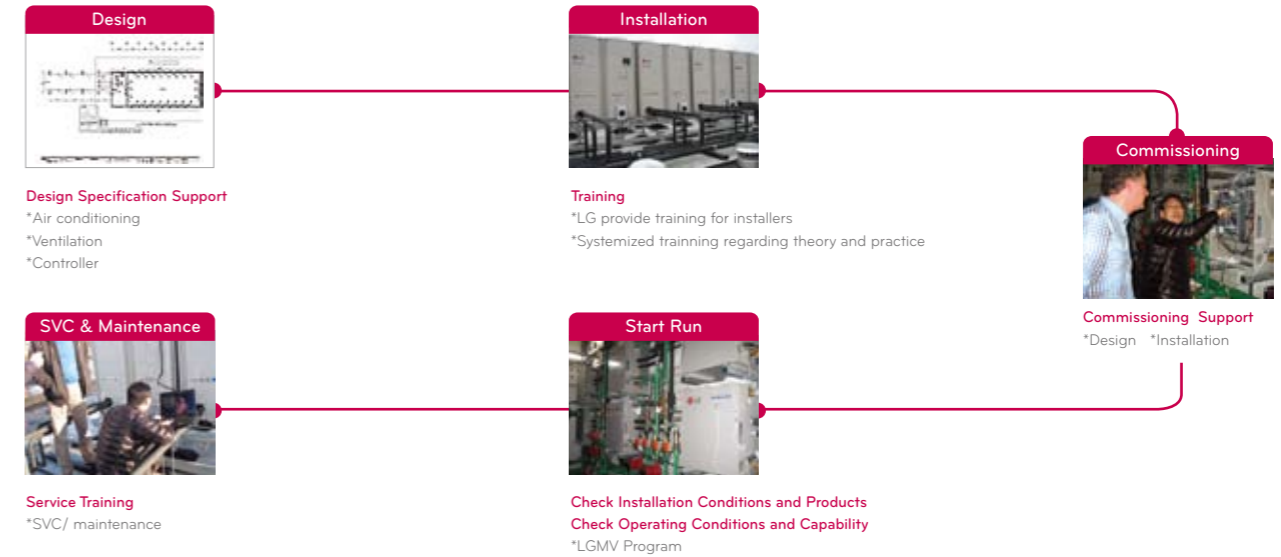 Design
Design Specification Support
*Air conditioning
*Ventilation
*Controller
Installation
Training
*LG provide training for installers
*Systemized trainning regarding theory and practice
Commissioning
Commissioning Support
*Design *Installation
Start Run
Check Installation Conditions and Products
Check Operating Conditions and Capability
*LGMV Program
SVC & Maintenance
Service Training
*SVC/ maintenance